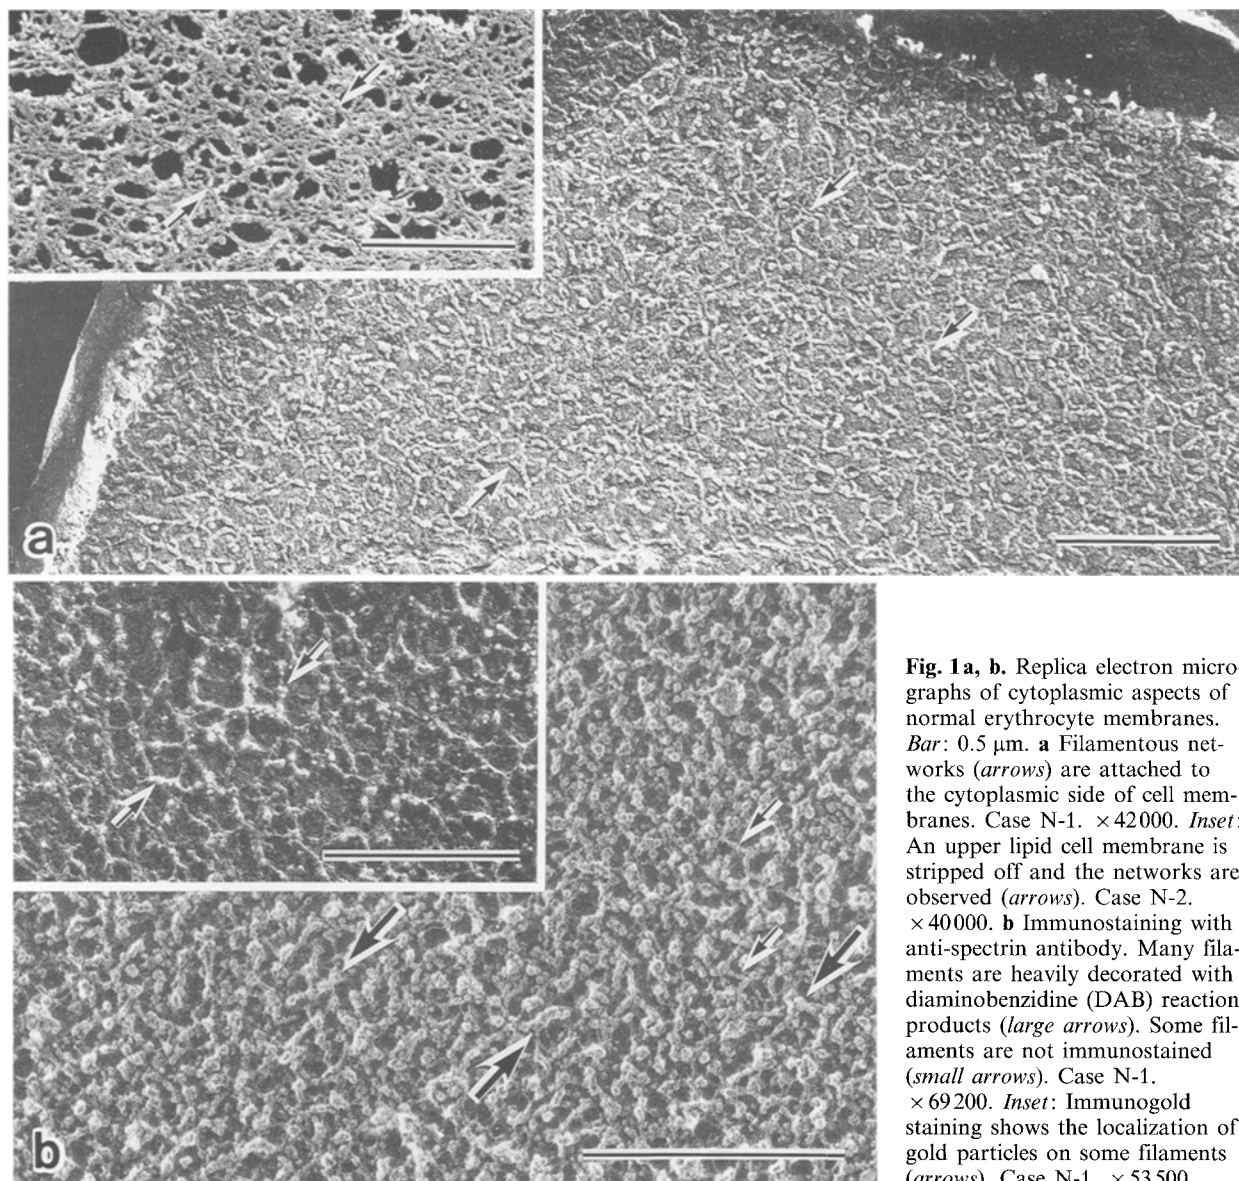 a
b
Fig. 1a, b. Replica electron micro-
graphs of cytoplasmic aspects of
normal erythrocyte membranes.
Bar: 0.5 μm. a Filamentous net-
works (arrows) are attached to
the cytoplasmic side of cell mem-
branes. Case N-1. ×42000. Inset:
An upper lipid cell membrane is
stripped off and the networks are
observed (arrows). Case N-2.
×40000. b Immunostaining with
anti-spectrin antibody. Many fila-
ments are heavily decorated with
diaminobenzidine (DAB) reaction
products (large arrows). Some fil-
aments are not immunostained
(small arrows). Case N-1.
×69200. Inset: Immunogold
staining shows the localization of
gold particles on some filaments
(arrows). Case N-1. ×53500